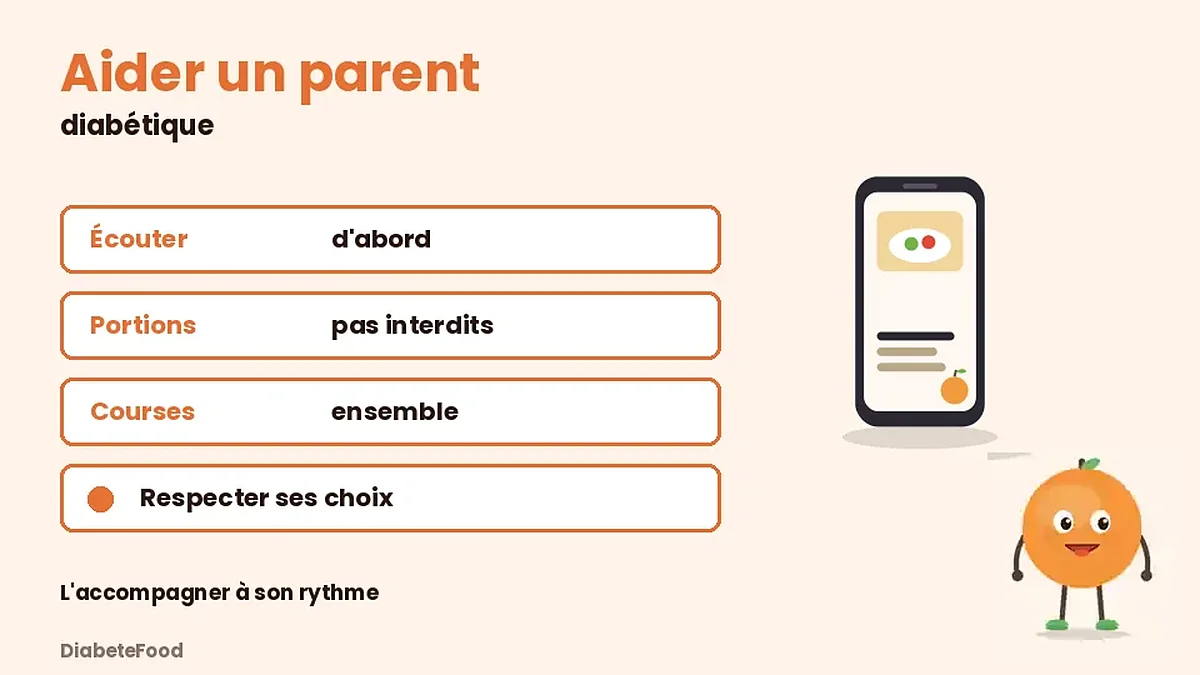 Aider un parent
diabétique
Écouter d'abord
Portions pas interdits
Courses ensemble
Respecter ses choix
L'accompagner à son rythme
DiabeteFood